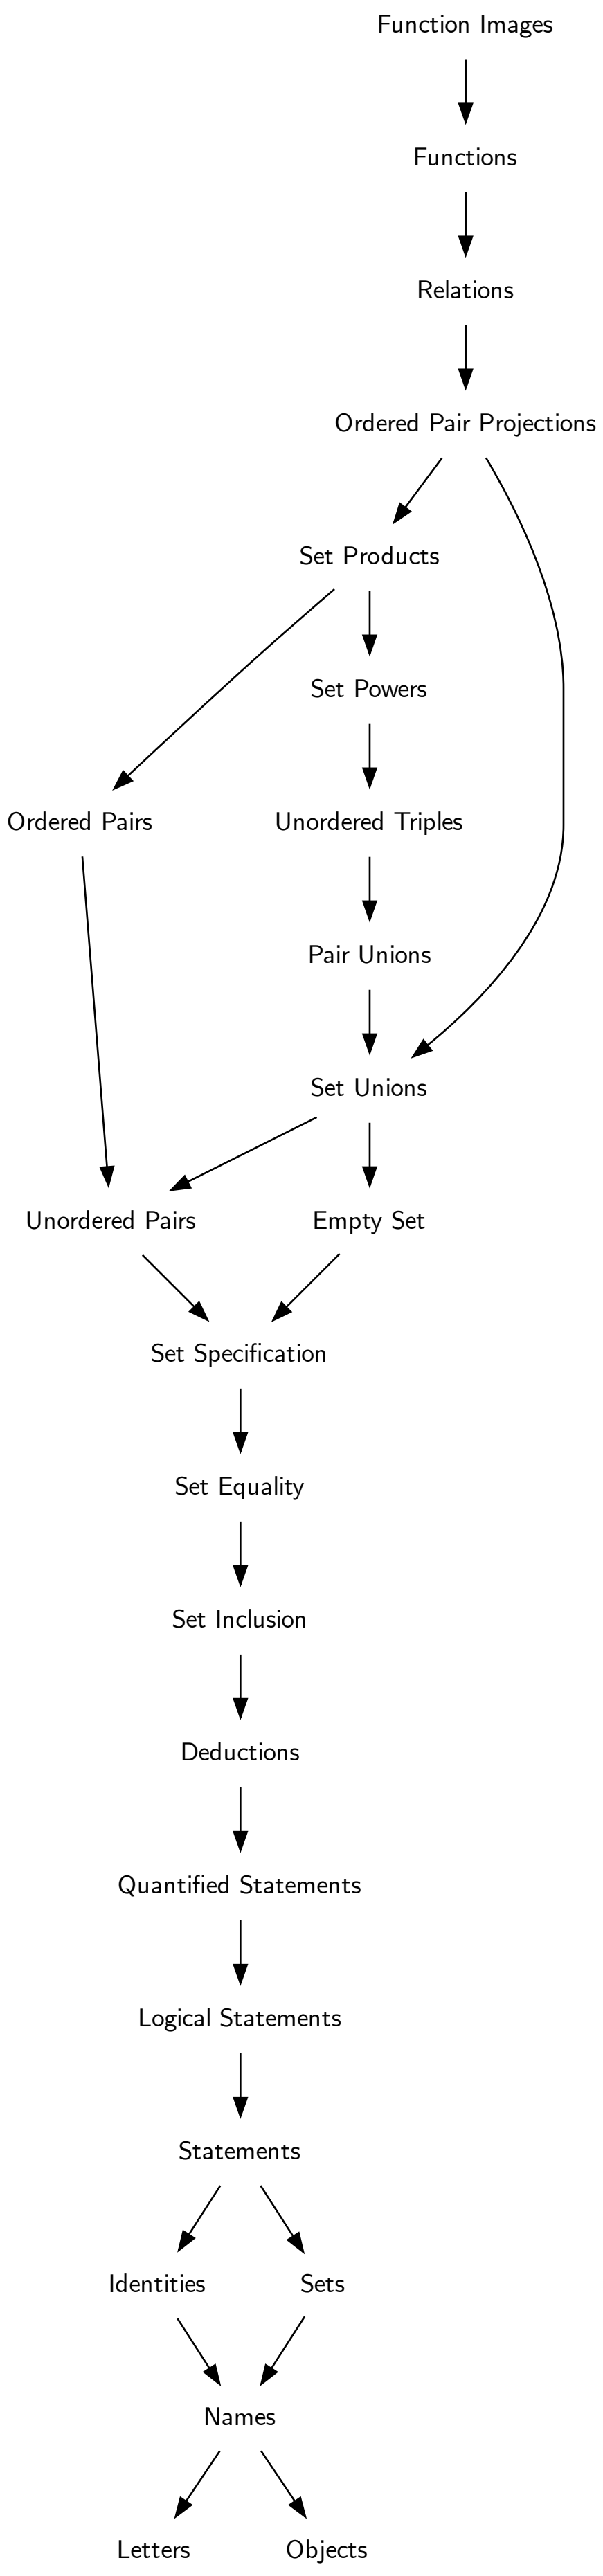 Function Images
Functions
Relations
Ordered Pair Projections
Set Products
Set Powers
Ordered Pairs
Unordered Triples
Pair Unions
Set Unions
Unordered Pairs
Empty Set
Set Specification
Set Equality
Set Inclusion
Deductions
Quantified Statements
Logical Statements
Statements
Identities
Sets
Names
Letters
Objects